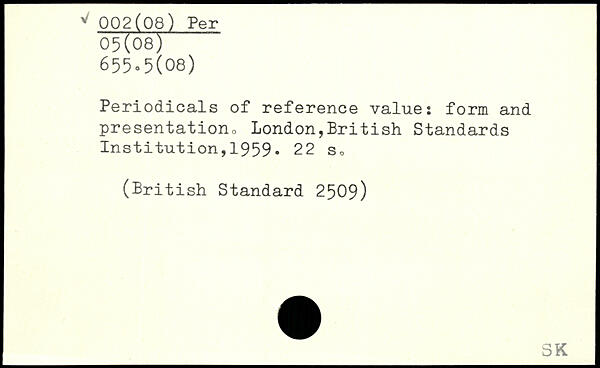 ✓ 002(08) Per
05(08)
655.5(08)
Periodicals of reference value: form and
presentation. London,British Standards
Institution,1959. 22 s.
(British Standard 2509)
SK